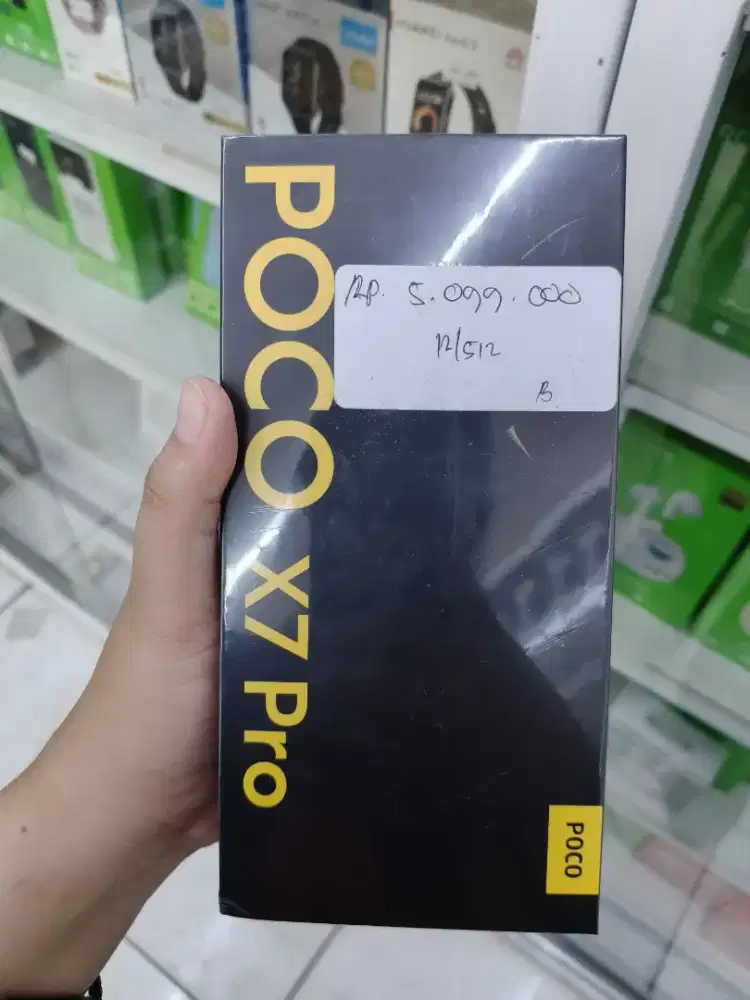 POCO X7 Pro
RP. 5.099.000
12/512
B
POCO